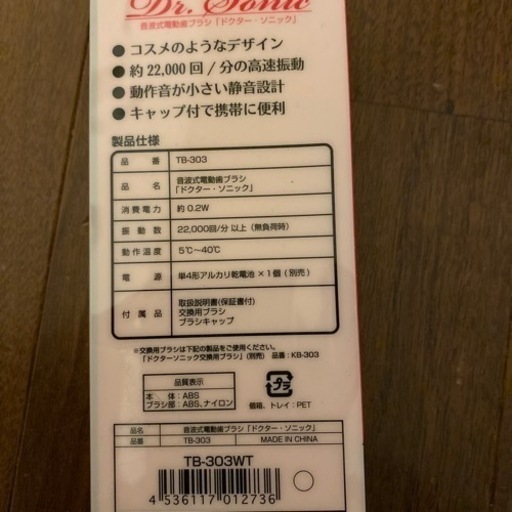 Dr. Sonic
音波式電動歯ブラシ「ドクター・ソニック」
● コスメのようなデザイン
● 約22,000回/分の高速振動
● 動作音が小さい静音設計
● キャップ付で携帯に便利
製品仕様
品番 TB-303
品名 音波式電動歯ブラシ
「ドクター・ソニック」
消費電力 約0.2W
振動数 22,000回/分 以上(無負荷時)
動作温度 5℃〜40℃
電源 単4形アルカリ乾電池×1個(別売)
付属品 取扱説明書(保証書付)
交換用ブラシ
ブラシキャップ
※交換用ブラシは下記の製品をご使用ください。
「ドクターソニック交換用ブラシ」(別売) 品番:KB-303
品質表示
本体:ABS
ブラシ部:ABS、ナイロン
プラ
個箱、トレイ:PET
品名 音波式電動歯ブラシ「ドクター・ソニック」
品番 TB-303 MADE IN CHINA
TB-303WT
4 536117 012736